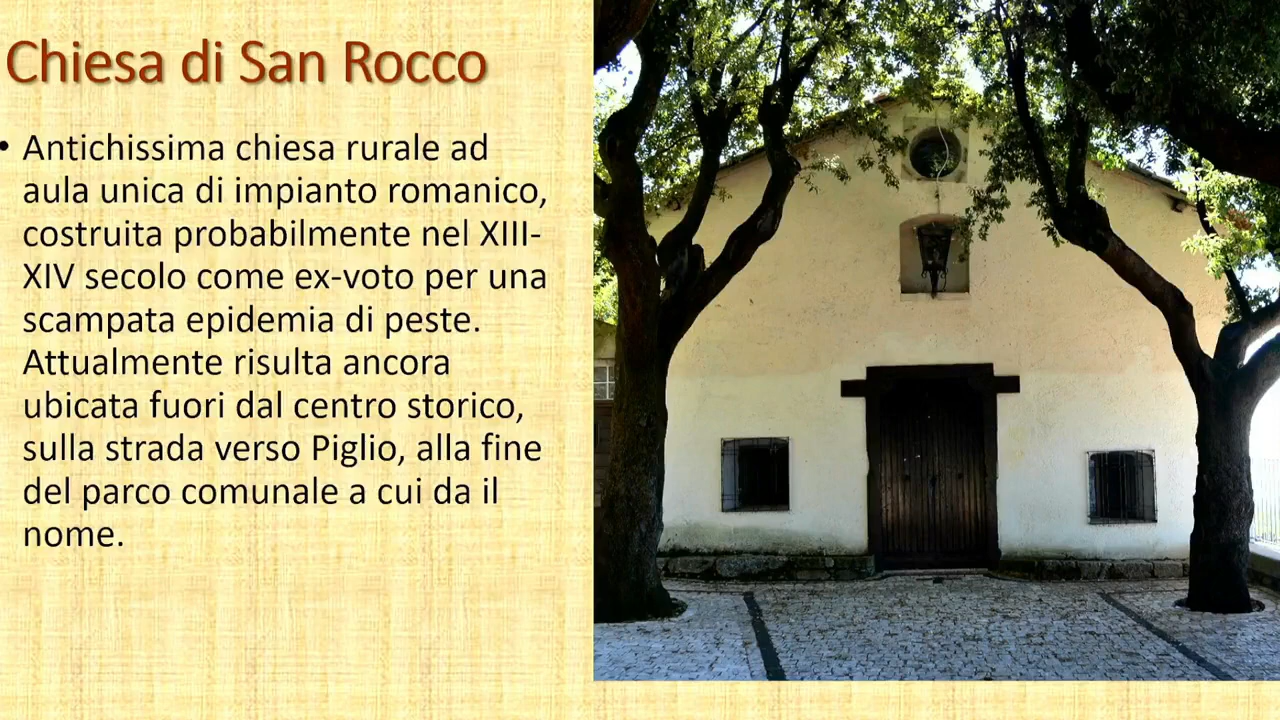 Chiesa di San Rocco
• Antichissima chiesa rurale ad
aula unica di impianto romanico,
costruita probabilmente nel XIII-
XIV secolo come ex-voto per una
scampata epidemia di peste.
Attualmente risulta ancora
ubicata fuori dal centro storico,
sulla strada verso Piglio, alla fine
del parco comunale a cui da il
nome.